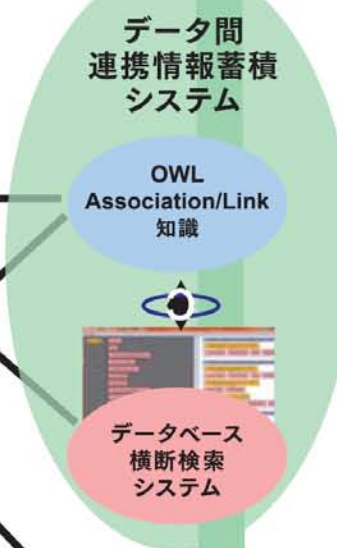 データ間
連携情報蓄積
システム
OWL
Association/Link
知識
データベース
横断検索
システム